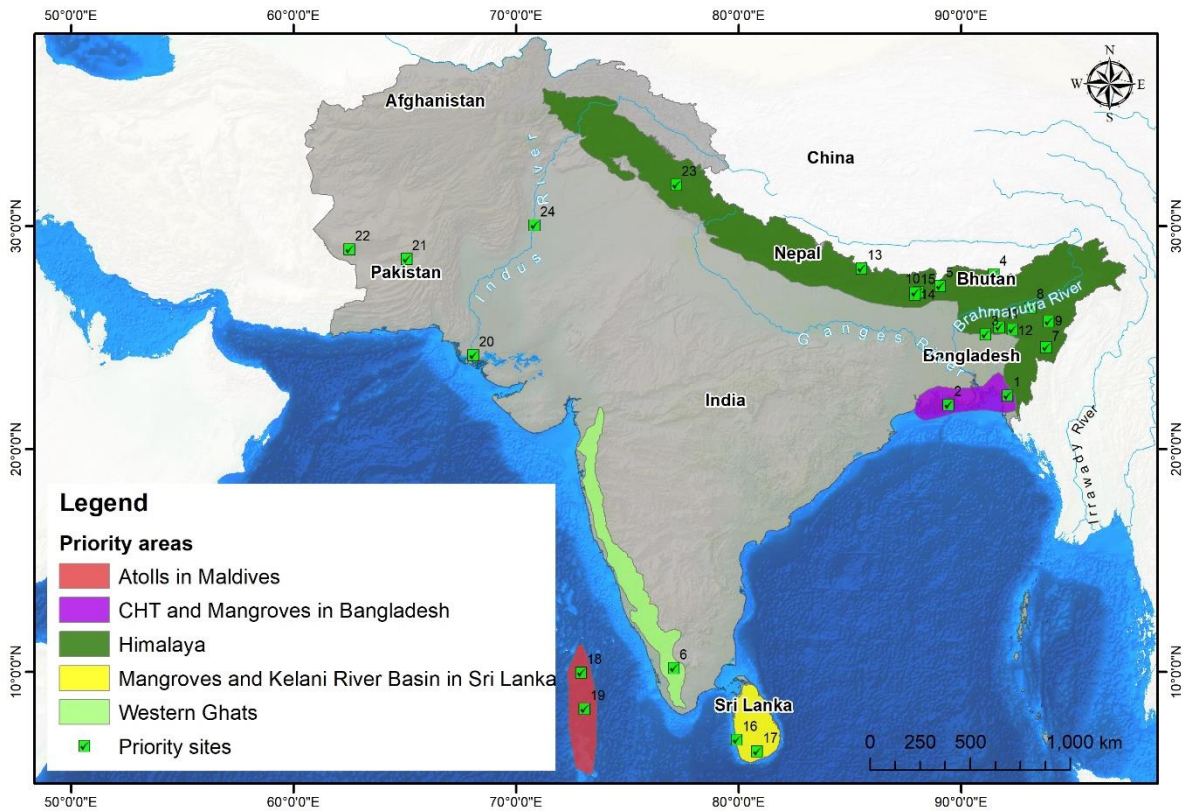 50°0'0"E 60°0'0"E 70°0'0"E 80°0'0"E 90°0'0"E
N
W E
S
Afghanistan
China
River
23
30°0'0"N 30°0'0"N
24
22
21
Pakistan
Indus
Nepal
13
4
5
Bhutan
10 15
14
8
Brahmaputra River
9
3
12
7
20
Ganges River
Bangladesh
India
1
2
20°0'0"N 20°0'0"N
Irrawady River
Legend
Priority areas
Atolls in Maldives
CHT and Mangroves in Bangladesh
Himalaya
Mangroves and Kelani River Basin in Sri Lanka
Western Ghats
Priority sites
6
10°0'0"N 10°0'0"N
18
19
Sri Lanka
16
17
0 250 500 1,000 km
50°0'0"E 60°0'0"E 70°0'0"E 80°0'0"E 90°0'0"E